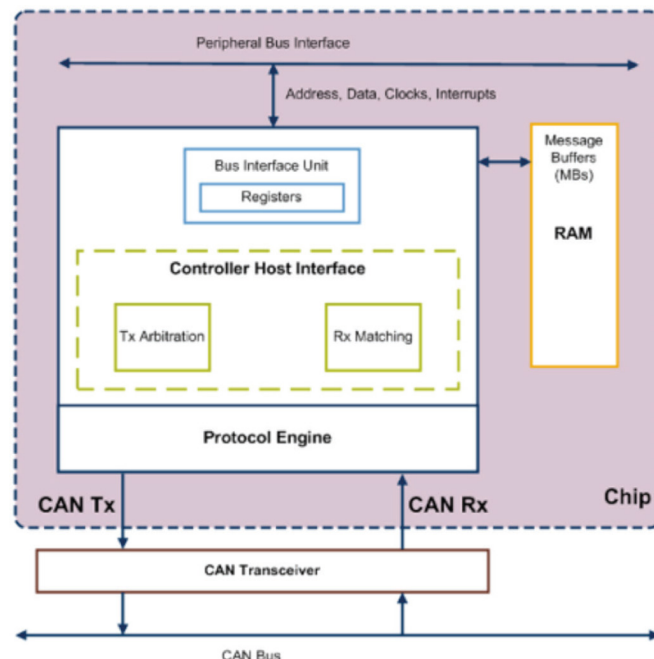 Peripheral Bus Interface
Address, Data, Clocks, Interrupts
Message
Buffers
(MBs)
RAM
Bus Interface Unit
Registers
Controller Host Interface
Tx Arbitration
Rx Matching
Protocol Engine
CAN Tx
CAN Rx
Chip
CAN Transceiver
CAN Bus